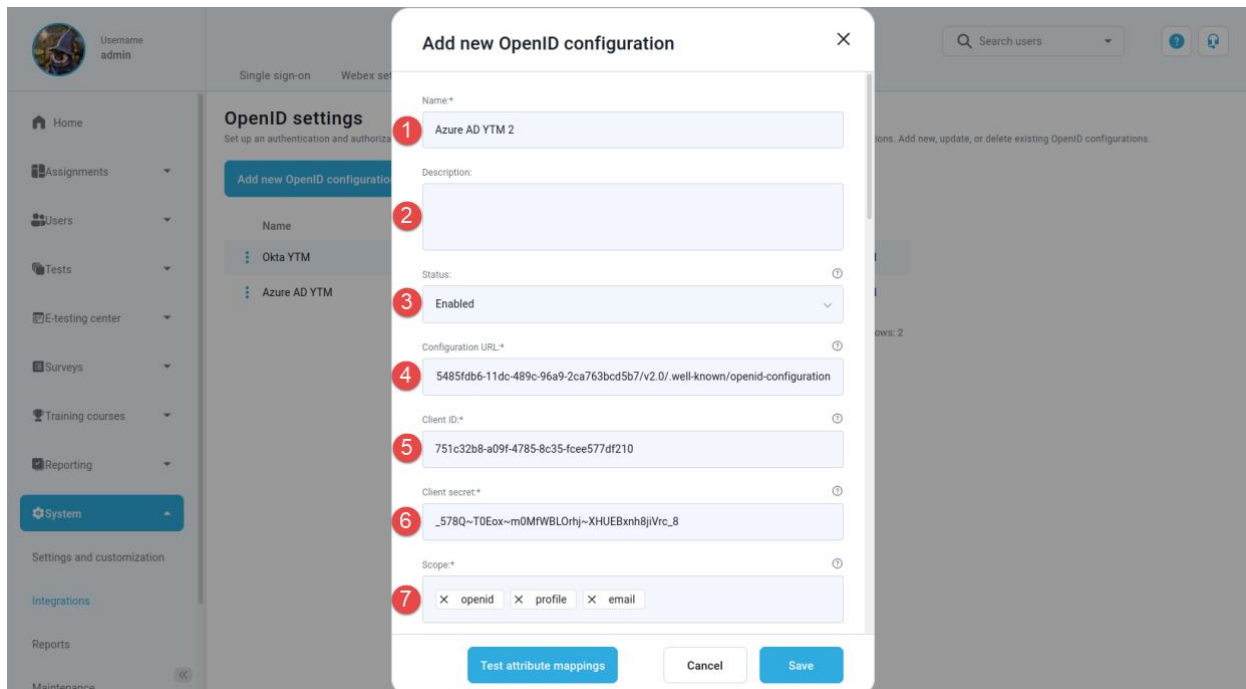 Username
admin
Search users
?
Single sign-on
Webex set
Home
Assignments
Users
Tests
E-testing center
Surveys
Training courses
Reporting
System
Settings and customization
Integrations
Reports
Maintenance
OpenID settings
Set up an authentication and authoriza
ions. Add new, update, or delete existing OpenID configurations.
Add new OpenID configuratio
Name
Okta YTM
Azure AD YTM
ows: 2
Add new OpenID configuration
Name:*
1 Azure AD YTM 2
Description:
2
Status:
3 Enabled
Configuration URL:*
4 5485fdb6-11dc-489c-96a9-2ca763bcd5b7/v2.0/.well-known/openid-configuration
Client ID:*
5 751c32b8-a09f-4785-8c35-fcee577df210
Client secret:*
6 _578Q~T0Eox~m0MfWBLOrhj~XHUEBxnh8jiVrc_8
Scope:*
7 openid profile email
Test attribute mappings Cancel Save